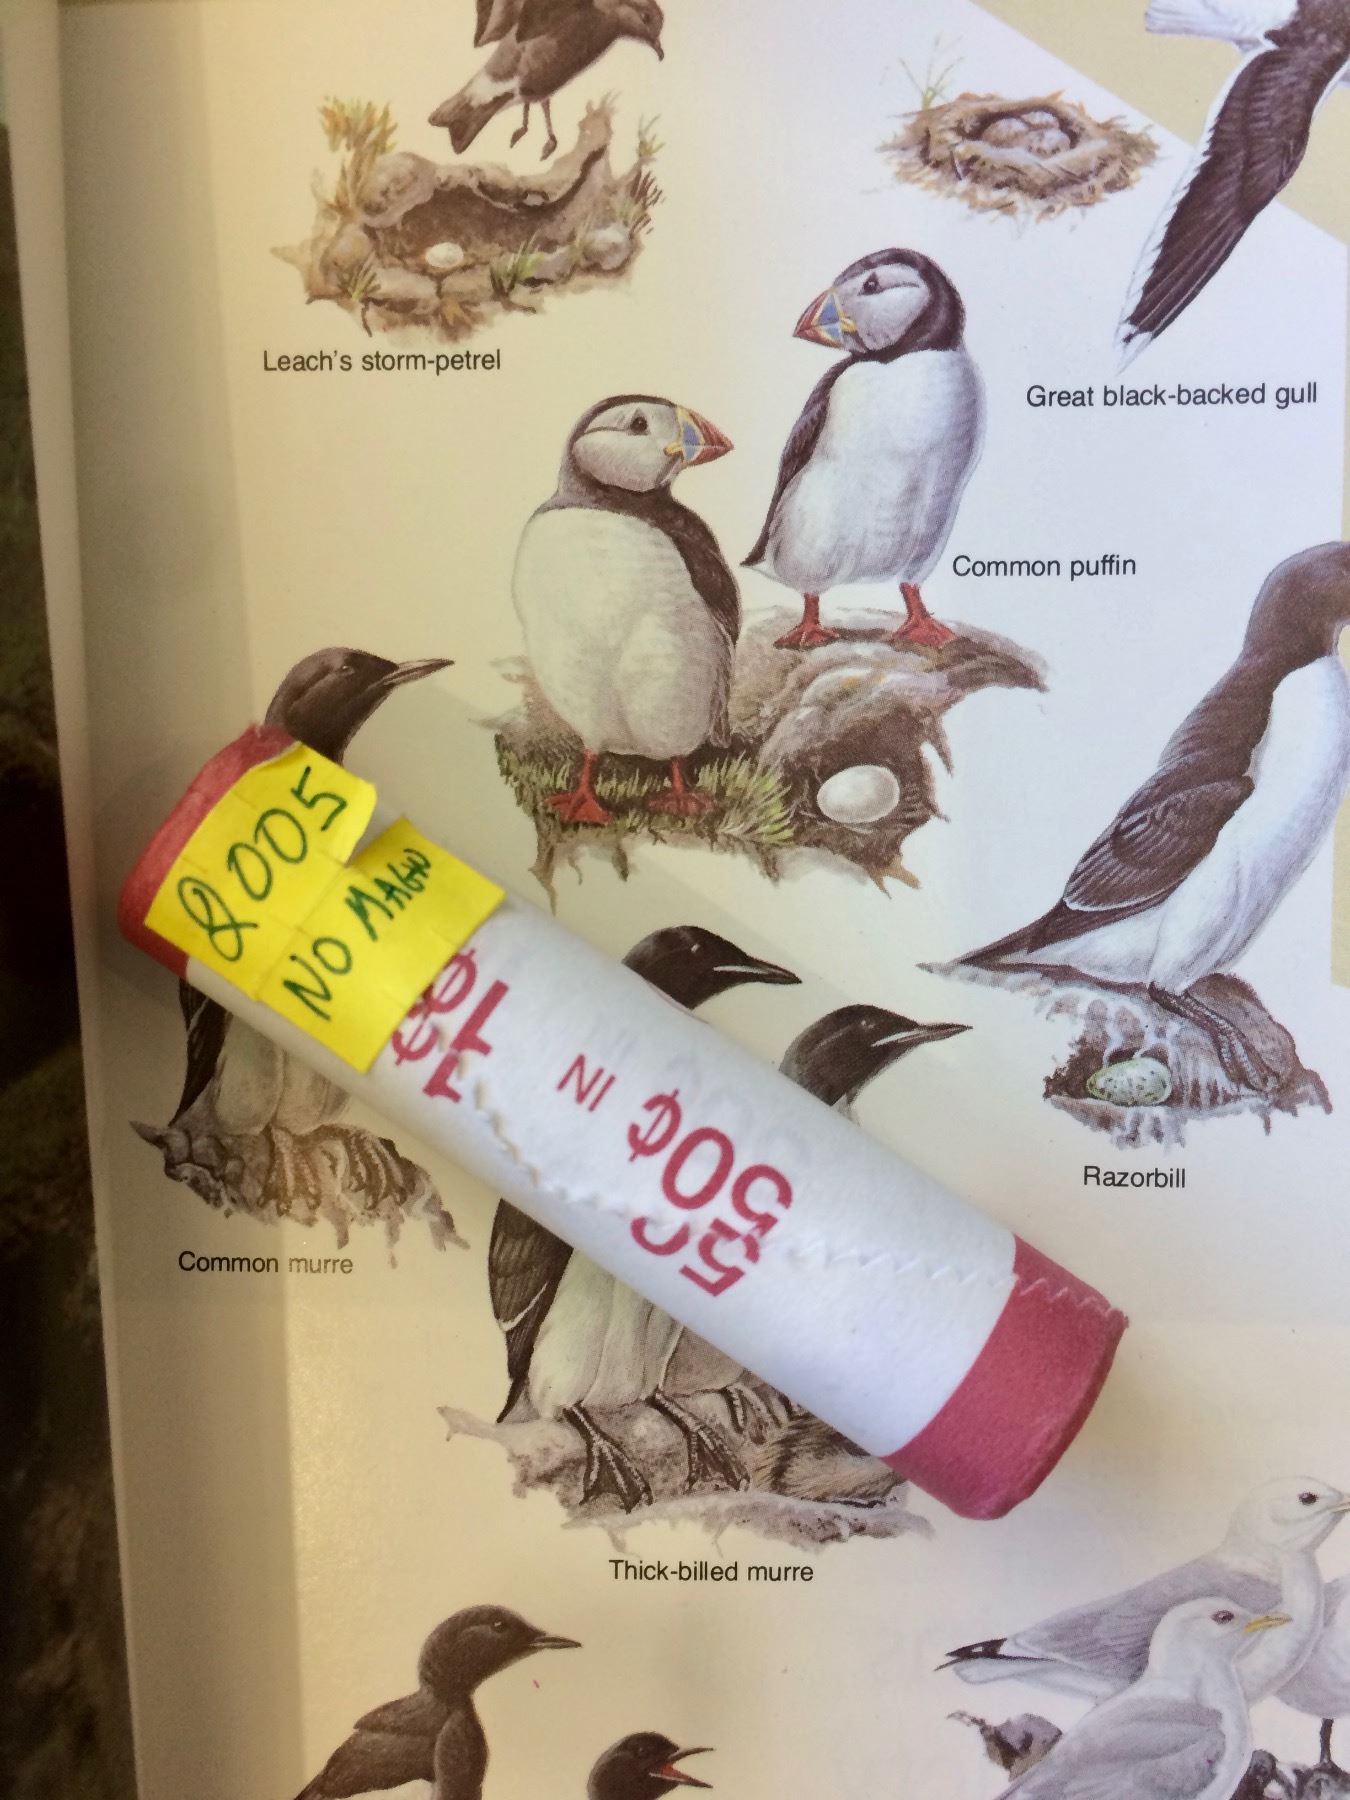 Leach's storm-petrel
Great black-backed gull
Common puffin
2005
NO MAGN
1¢
IN
50¢
50
Razorbill
Common murre
Thick-billed murre